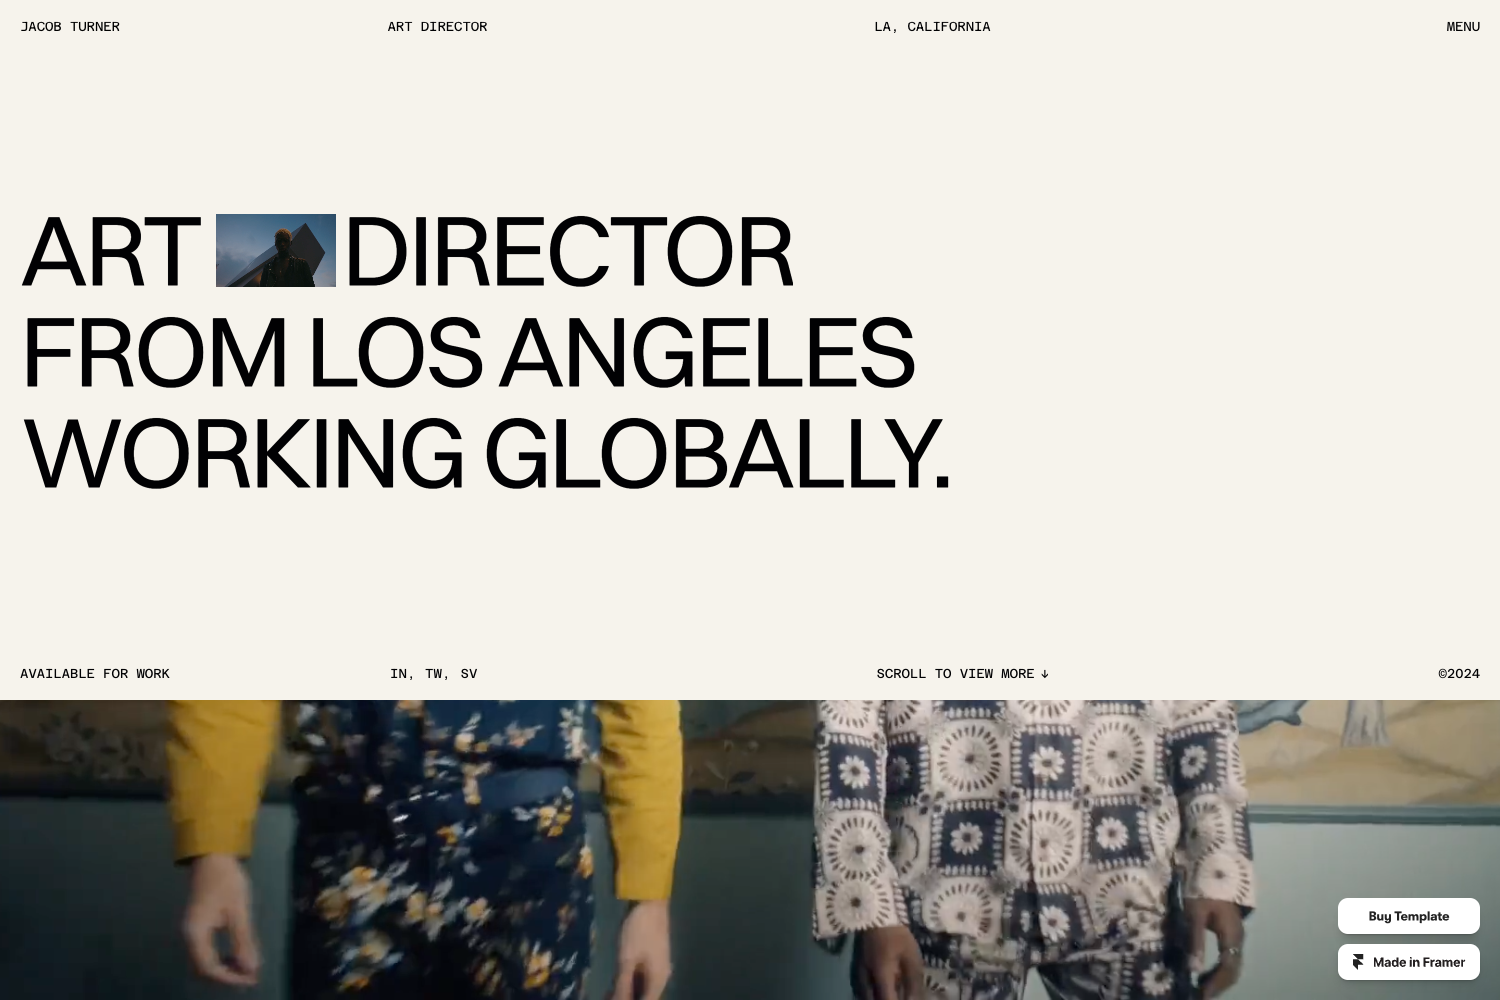 JACOB TURNER
ART DIRECTOR
LA, CALIFORNIA
MENU
ART DIRECTOR
FROM LOS ANGELES
WORKING GLOBALLY.
AVAILABLE FOR WORK
IN, TW, SV
SCROLL TO VIEW MORE ↓
©2024
Buy Template
Made in Framer